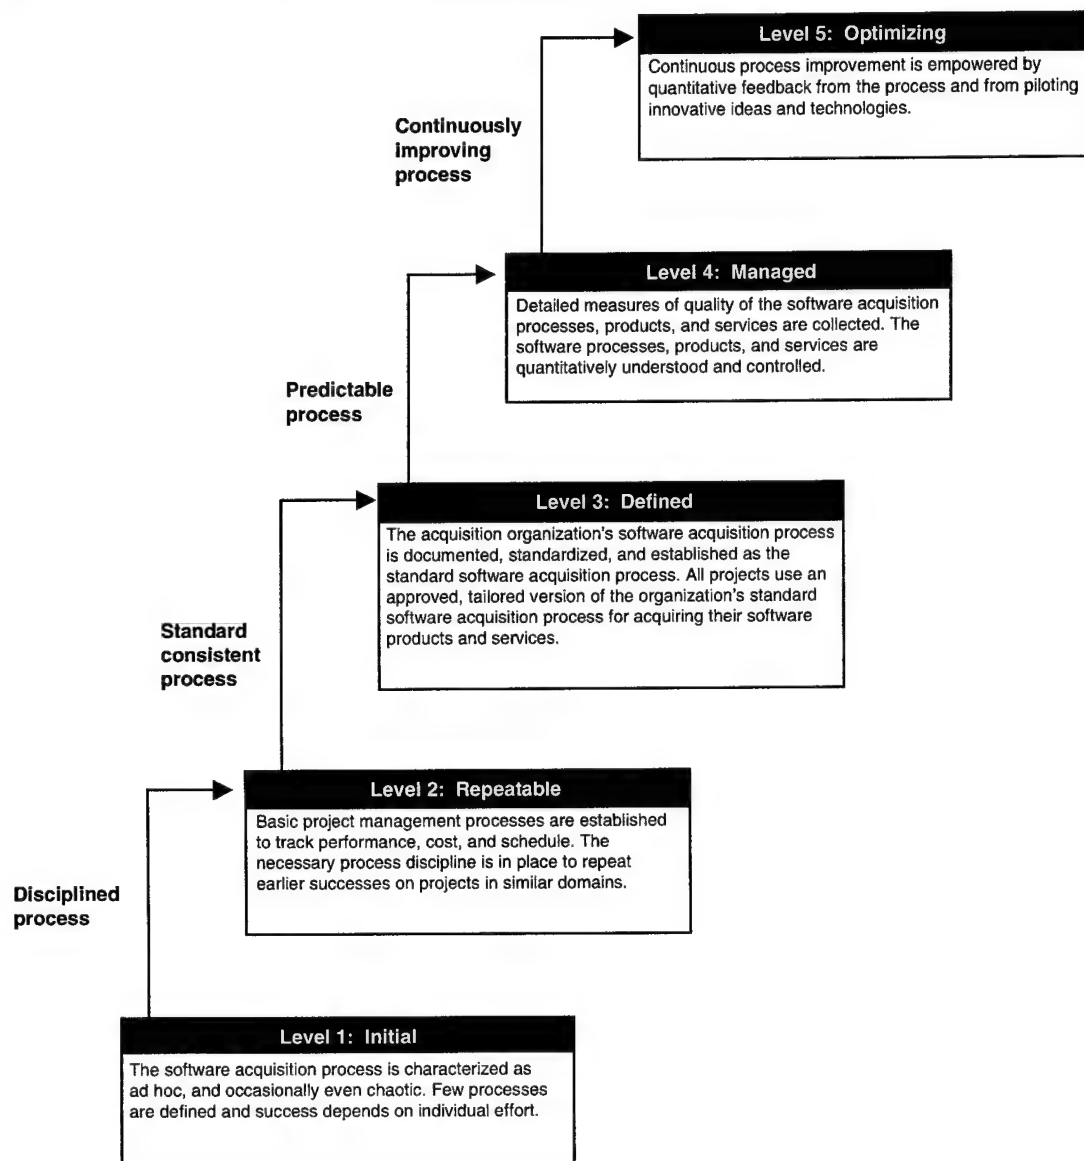 Level 5: Optimizing
Continuous process improvement is empowered by
quantitative feedback from the process and from piloting
innovative ideas and technologies.
Continuously
improving
process
Level 4: Managed
Detailed measures of quality of the software acquisition
processes, products, and services are collected. The
software processes, products, and services are
quantitatively understood and controlled.
Predictable
process
Level 3: Defined
The acquisition organization's software acquisition process
is documented, standardized, and established as the
standard software acquisition process. All projects use an
approved, tailored version of the organization's standard
software acquisition process for acquiring their software
products and services.
Standard
consistent
process
Level 2: Repeatable
Basic project management processes are established
to track performance, cost, and schedule. The
necessary process discipline is in place to repeat
earlier successes on projects in similar domains.
Disciplined
process
Level 1: Initial
The software acquisition process is characterized as
ad hoc, and occasionally even chaotic. Few processes
are defined and success depends on individual effort.